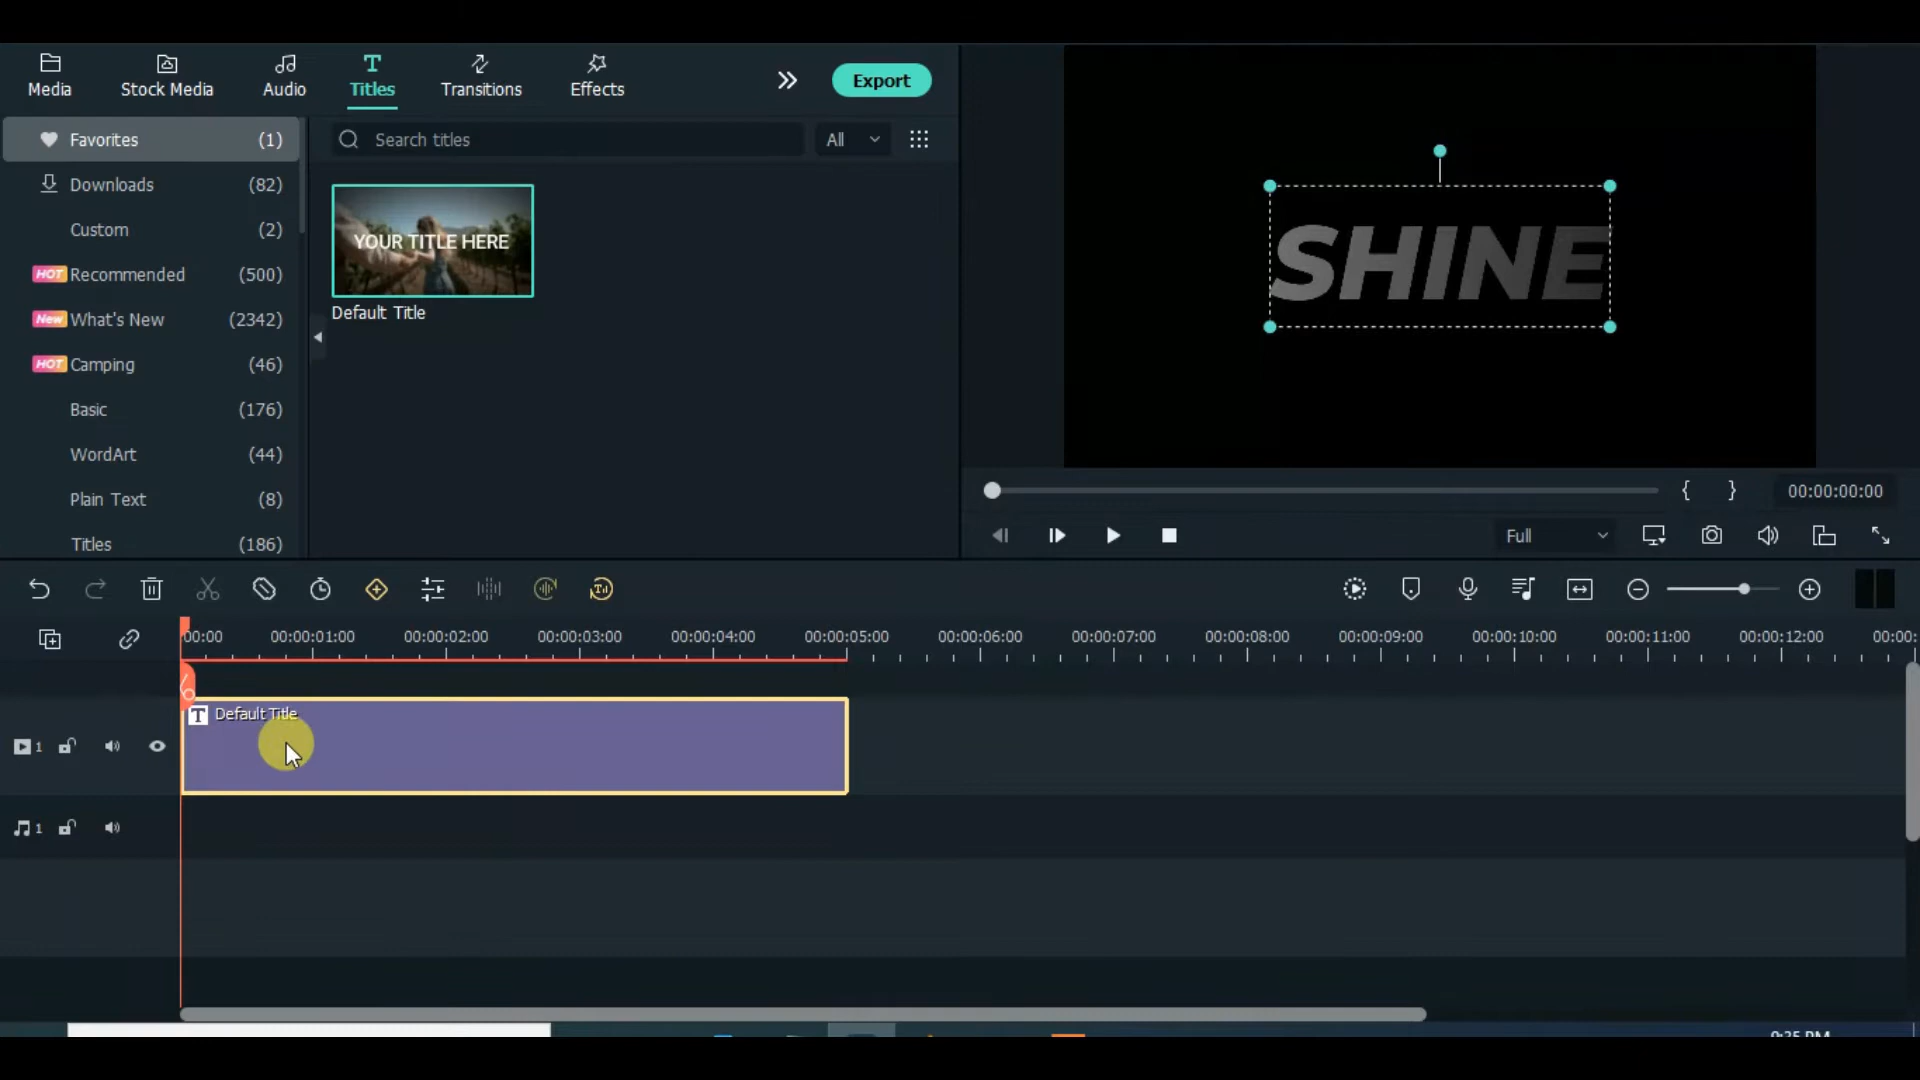 Media
Stock Media
Audio
Titles
Transitions
Effects
Export
Favorites (1)
Downloads (82)
Custom (2)
HOT Recommended (500)
New What's New (2342)
HOT Camping (46)
Basic (176)
WordArt (44)
Plain Text (8)
Titles (186)
Search titles
All
YOUR TITLE HERE
Default Title
SHINE
{ } 00:00:00:00
Full
00:00 00:00:01:00 00:00:02:00 00:00:03:00 00:00:04:00 00:00:05:00 00:00:06:00 00:00:07:00 00:00:08:00 00:00:09:00 00:00:10:00 00:00:11:00 00:00:12:00 00:00:
T Default Title
1
1